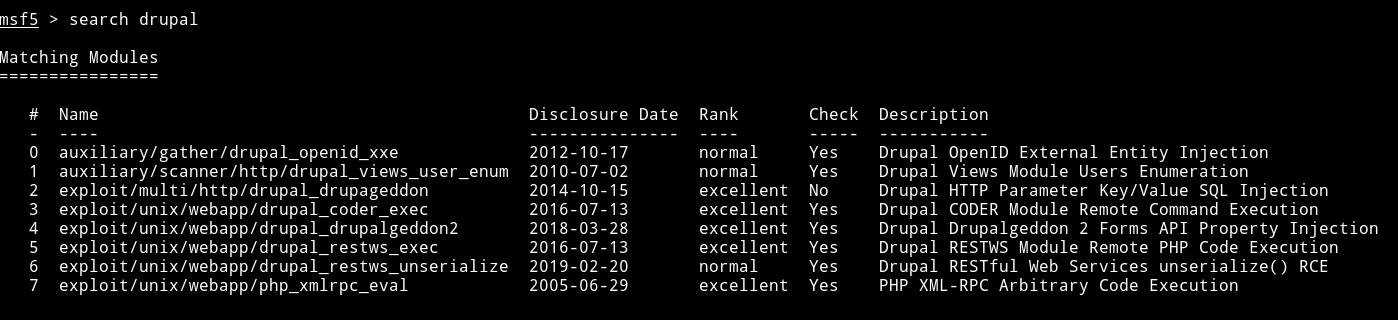 msf5 > search drupal
Matching Modules
================
#  Name                                       Disclosure Date  Rank       Check  Description
-  ----                                       ---------------  ----       -----  -----------
0  auxiliary/gather/drupal_openid_xxe         2012-10-17       normal     Yes    Drupal OpenID External Entity Injection
1  auxiliary/scanner/http/drupal_views_user_enum  2010-07-02       normal     Yes    Drupal Views Module Users Enumeration
2  exploit/multi/http/drupal_drupageddon      2014-10-15       excellent  No     Drupal HTTP Parameter Key/Value SQL Injection
3  exploit/unix/webapp/drupal_coder_exec      2016-07-13       excellent  Yes    Drupal CODER Module Remote Command Execution
4  exploit/unix/webapp/drupal_drupalgeddon2   2018-03-28       excellent  Yes    Drupal Drupalgeddon 2 Forms API Property Injection
5  exploit/unix/webapp/drupal_restws_exec     2016-07-13       excellent  Yes    Drupal RESTWS Module Remote PHP Code Execution
6  exploit/unix/webapp/drupal_restws_unserialize  2019-02-20       normal     Yes    Drupal RESTful Web Services unserialize() RCE
7  exploit/unix/webapp/php_xmlrpc_eval        2005-06-29       excellent  Yes    PHP XML-RPC Arbitrary Code Execution